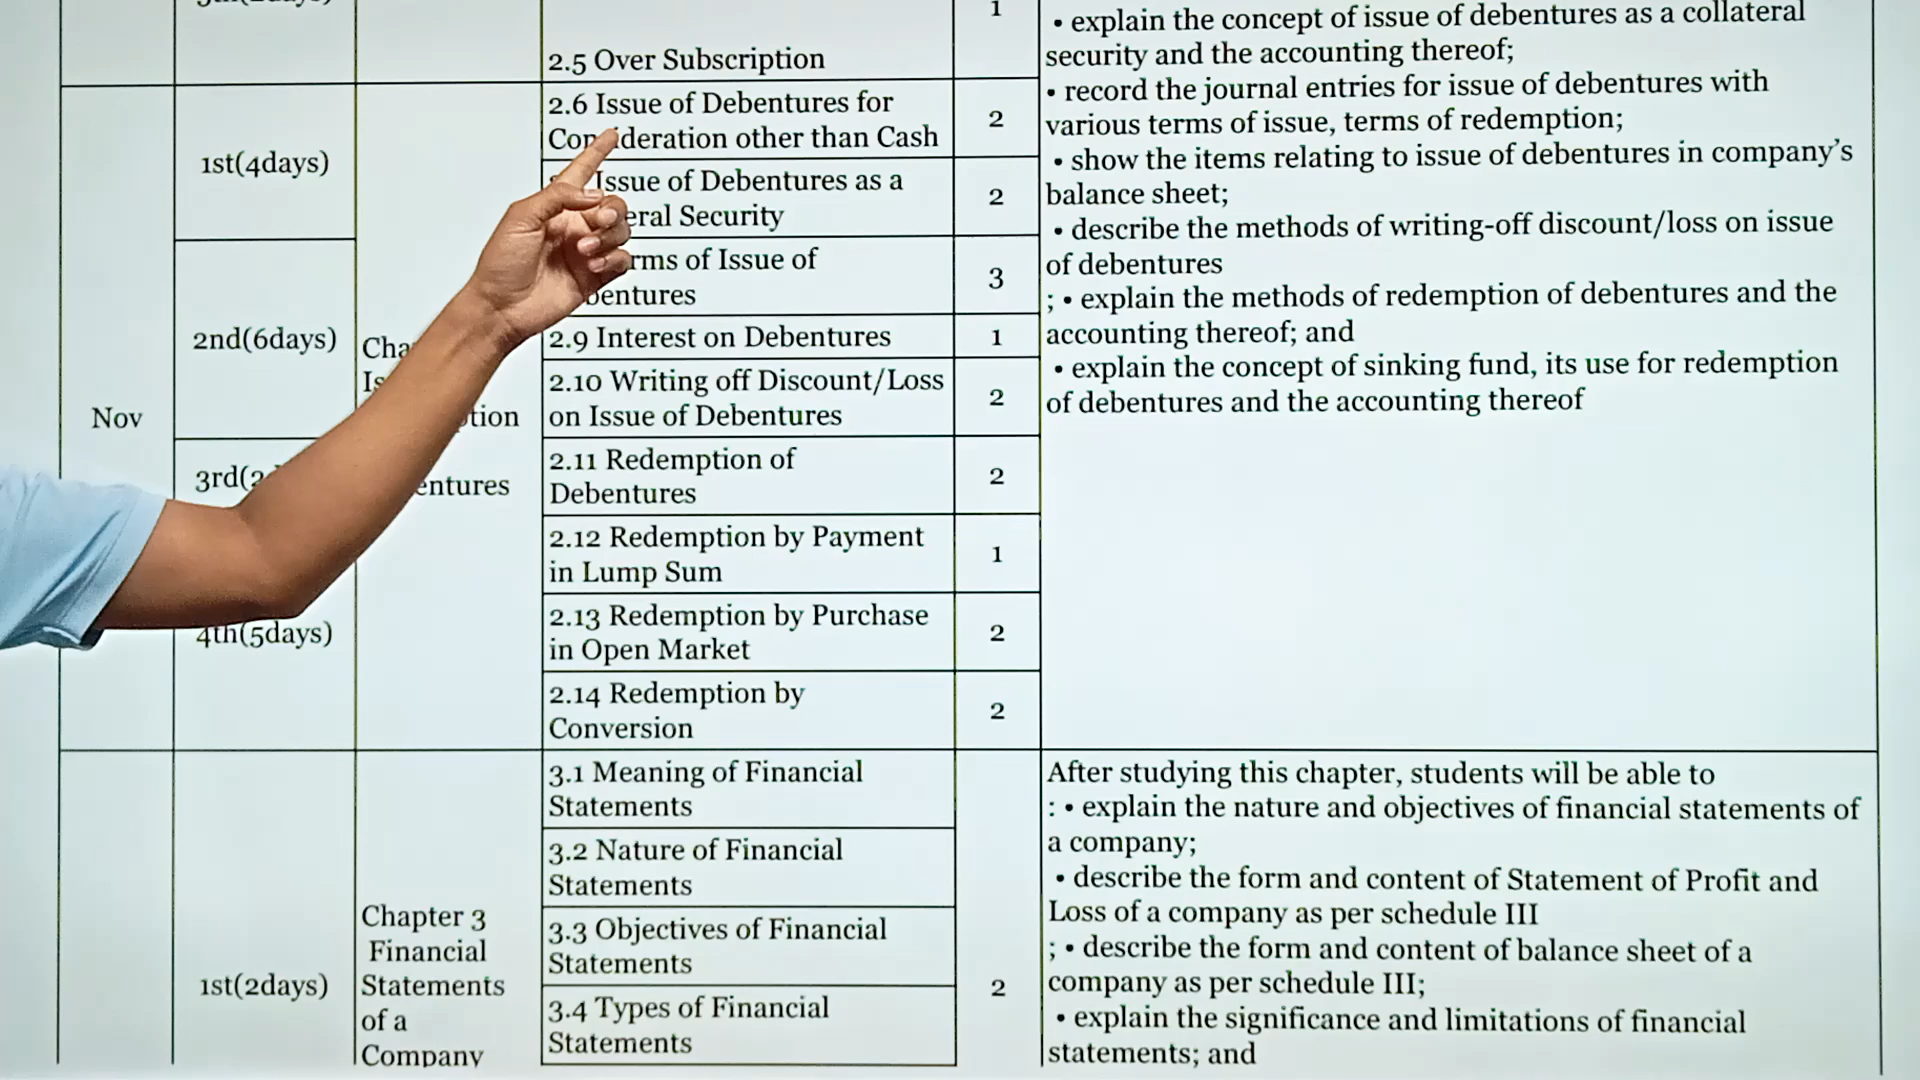 1
• explain the concept of issue of debentures as a collateral
security and the accounting thereof;
• record the journal entries for issue of debentures with
various terms of issue, terms of redemption;
• show the items relating to issue of debentures in company's
balance sheet;
• describe the methods of writing-off discount/loss on issue
of debentures
; • explain the methods of redemption of debentures and the
accounting thereof; and
• explain the concept of sinking fund, its use for redemption
of debentures and the accounting thereof
2.5 Over Subscription
Nov
1st(4days)
2.6 Issue of Debentures for
Consideration other than Cash
2
Issue of Debentures as a
Security
2
2nd(6days)
of Issue of
3
2.9 Interest on Debentures
1
2.10 Writing off Discount/Loss
on Issue of Debentures
2
2.11 Redemption of
Debentures
2
2.12 Redemption by Payment
in Lump Sum
1
4th(5days)
2.13 Redemption by Purchase
in Open Market
2
2.14 Redemption by
Conversion
2
1st(2days)
Chapter 3
Financial
Statements
of a
Company
3.1 Meaning of Financial
Statements
3.2 Nature of Financial
Statements
3.3 Objectives of Financial
Statements
3.4 Types of Financial
Statements
2
After studying this chapter, students will be able to
: • explain the nature and objectives of financial statements of
a company;
• describe the form and content of Statement of Profit and
Loss of a company as per schedule III
; • describe the form and content of balance sheet of a
company as per schedule III;
• explain the significance and limitations of financial
statements; and